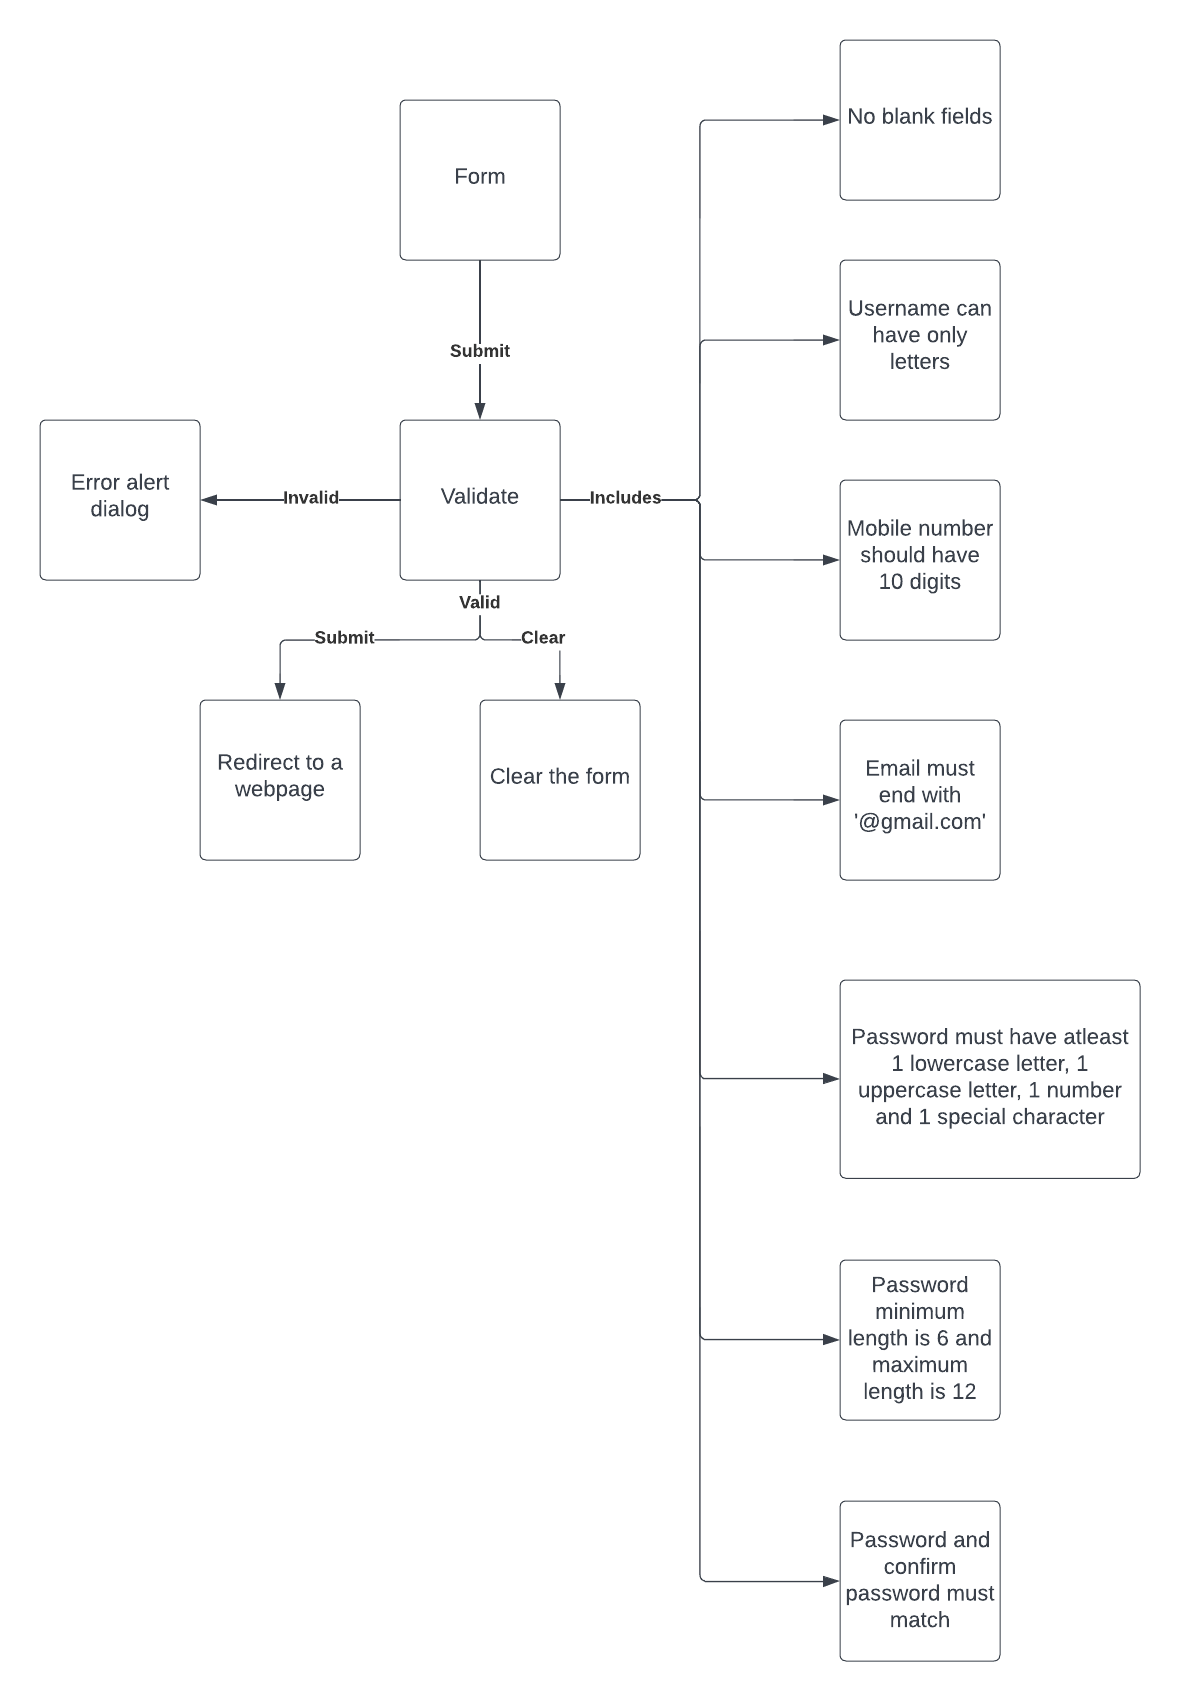 No blank fields
Form
Username can
have only
letters
Submit
Error alert
dialog
Invalid
Validate
Includes
Mobile number
should have
10 digits
Valid
Submit
Clear
Redirect to a
webpage
Clear the form
Email must
end with
'@gmail.com'
Password must have atleast
1 lowercase letter, 1
uppercase letter, 1 number
and 1 special character
Password
minimum
length is 6 and
maximum
length is 12
Password and
confirm
password must
match